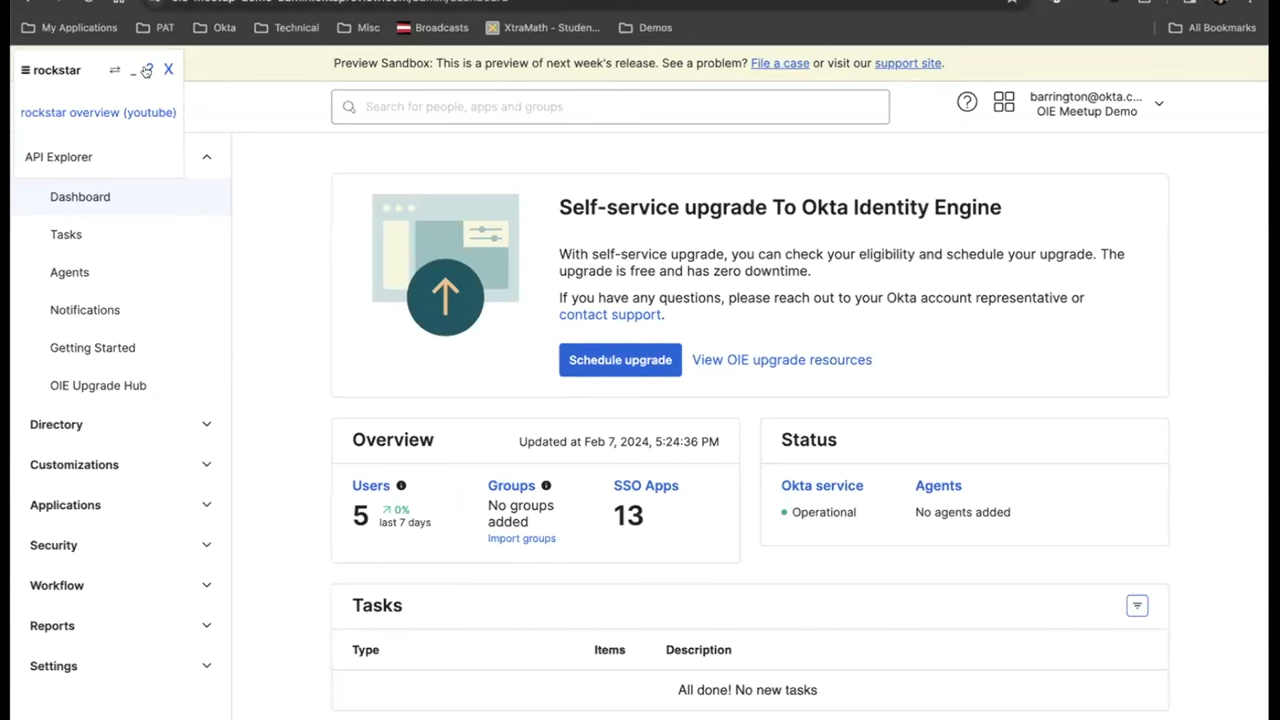 My Applications
PAT
Okta
Technical
Misc
Broadcasts
XtraMath - Studen...
Demos
All Bookmarks
rockstar
_ ?
X
Preview Sandbox: This is a preview of next week's release. See a problem? File a case or visit our support site.
rockstar overview (youtube)
Search for people, apps and groups
barrington@okta.c...
OIE Meetup Demo
API Explorer
Dashboard
Tasks
Agents
Notifications
Getting Started
OIE Upgrade Hub
Directory
Customizations
Applications
Security
Workflow
Reports
Settings
Self-service upgrade To Okta Identity Engine
With self-service upgrade, you can check your eligibility and schedule your upgrade. The
upgrade is free and has zero downtime.
If you have any questions, please reach out to your Okta account representative or
contact support.
Schedule upgrade
View OIE upgrade resources
Overview
Updated at Feb 7, 2024, 5:24:36 PM
Users
5
0%
last 7 days
Groups
No groups
added
Import groups
SSO Apps
13
Status
Okta service
Operational
Agents
No agents added
Tasks
Type
Items
Description
All done! No new tasks